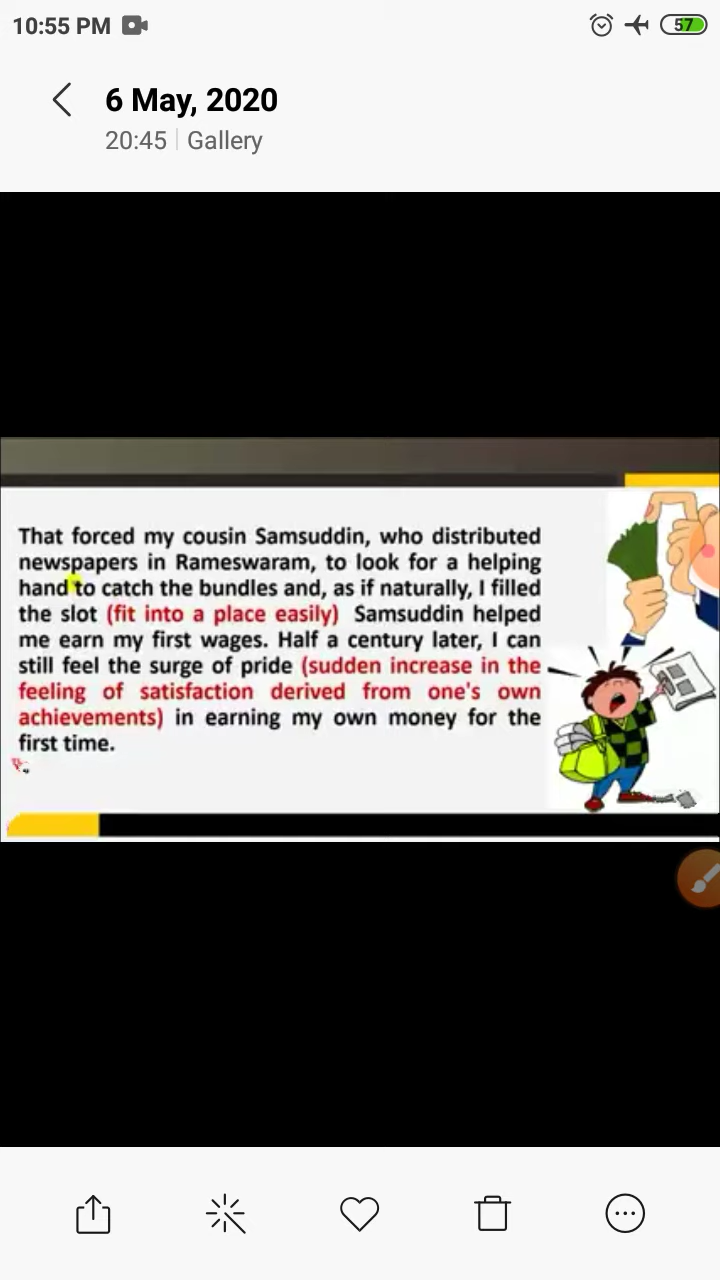 10:55 PM
57
6 May, 2020
20:45 | Gallery
That forced my cousin Samsuddin, who distributed
newspapers in Rameswaram, to look for a helping
hand to catch the bundles and, as if naturally, I filled
the slot (fit into a place easily) Samsuddin helped
me earn my first wages. Half a century later, I can
still feel the surge of pride (sudden increase in the
feeling of satisfaction derived from one's own
achievements) in earning my own money for the
first time.